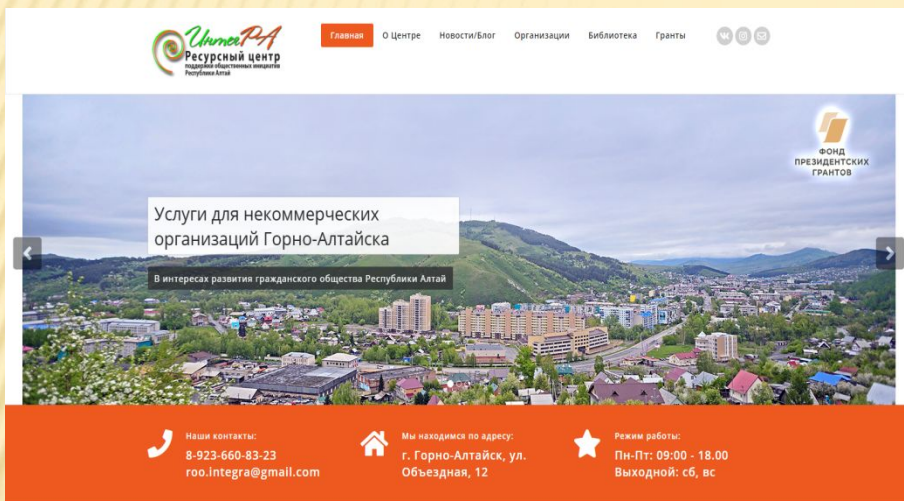 ИнтегРА
Ресурсный центр
поддержки общественных инициатив
Республики Алтай
Главная
О Центре
Новости/Блог
Организации
Библиотека
Гранты
ФОНД
ПРЕЗИДЕНТСКИХ
ГРАНТОВ
Услуги для некоммерческих
организаций Горно-Алтайска
В интересах развития гражданского общества Республики Алтай
Наши контакты:
8-923-660-83-23
roo.integra@gmail.com
Мы находимся по адресу:
г. Горно-Алтайск, ул.
Объездная, 12
Режим работы:
Пн-Пт: 09:00 - 18.00
Выходной: сб, вс